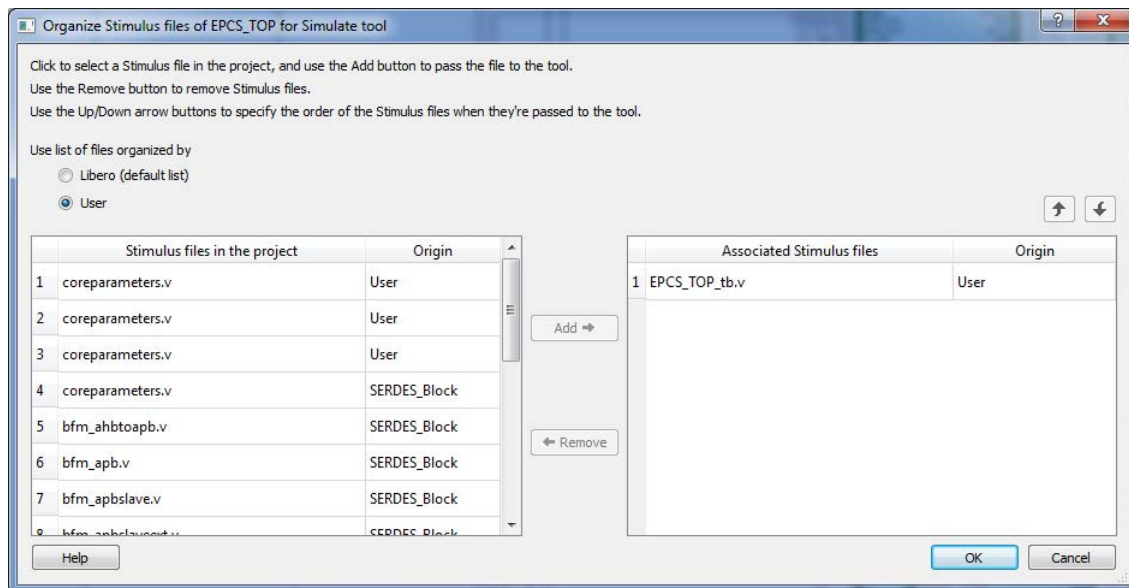 Organize Stimulus files of EPCS_TOP for Simulate tool
Click to select a Stimulus file in the project, and use the Add button to pass the file to the tool.
Use the Remove button to remove Stimulus files.
Use the Up/Down arrow buttons to specify the order of the Stimulus files when they're passed to the tool.
Use list of files organized by
Libero (default list)
User
Stimulus files in the project Origin
1 coreparameters.v User
2 coreparameters.v User
3 coreparameters.v User
4 coreparameters.v SERDES_Block
5 bfm_ahbtoapb.v SERDES_Block
6 bfm_apb.v SERDES_Block
7 bfm_apbslave.v SERDES_Block
8 bfm_apbslaveext.v SERDES_Block
Add
Remove
Associated Stimulus files Origin
1 EPCS_TOP_tb.v User
Help
OK
Cancel